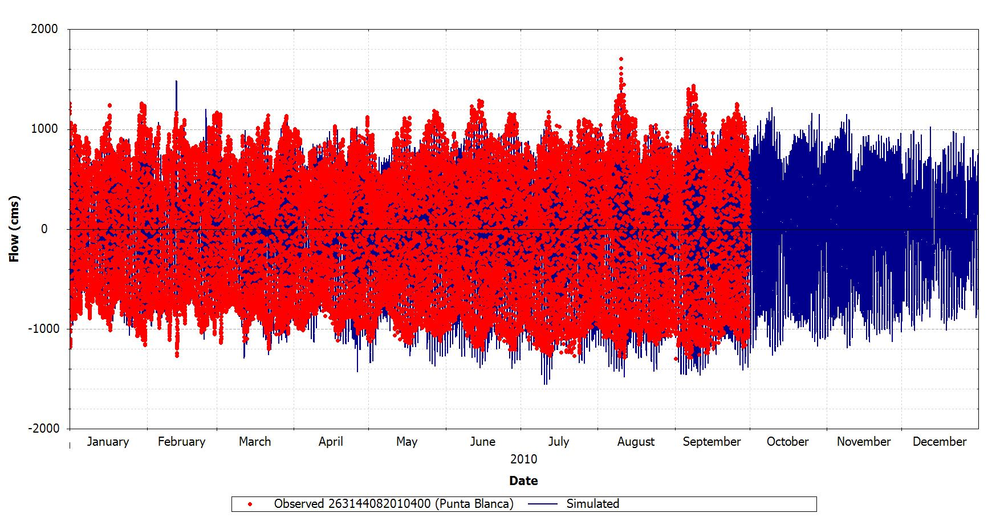 2000
1000
0
-1000
-2000
Flow (cms)
January February March April May June July August September October November December
2010
Date
Observed 263144082010400 (Punta Blanca) Simulated